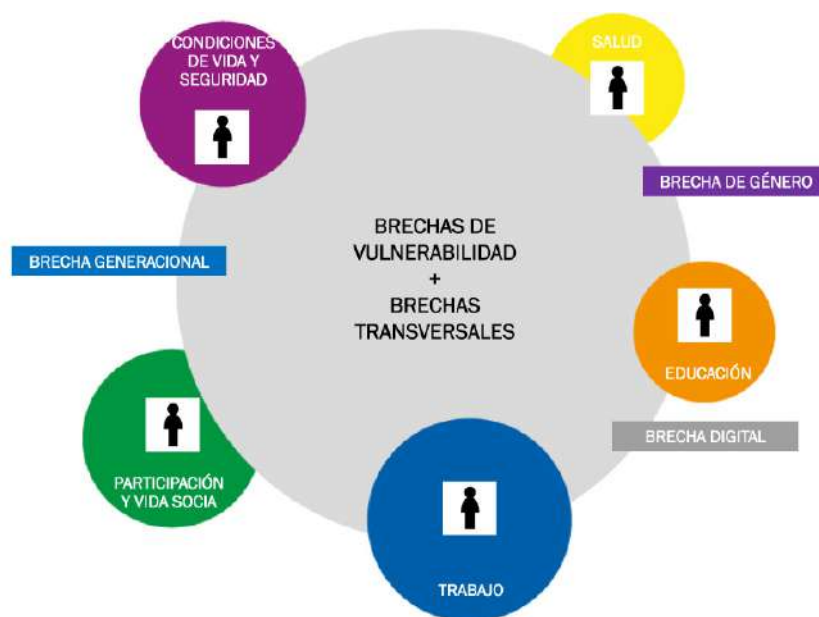 CONDICIONES
DE VIDA Y
SEGURIDAD
SALUD
BRECHA DE GÉNERO
BRECHAS DE
VULNERABILIDAD
+
BRECHAS
TRANSVERSALES
BRECHA GENERACIONAL
EDUCACIÓN
BRECHA DIGITAL
PARTICIPACIÓN
Y VIDA SOCIA
TRABAJO